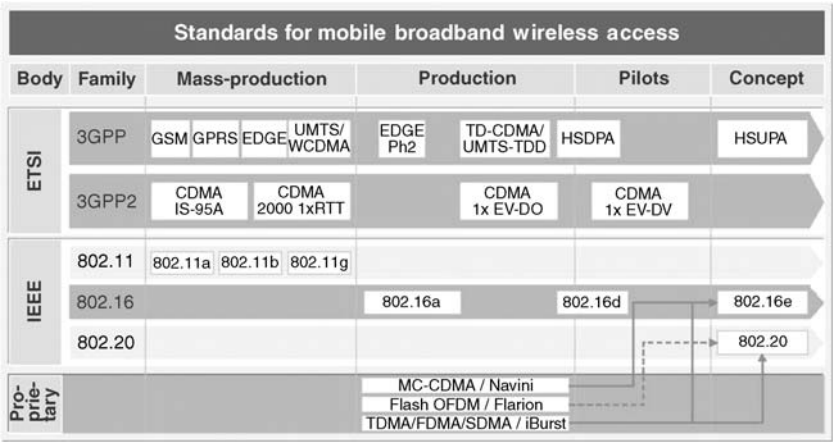 Standards for mobile broadband wireless access
Body Family Mass-production Production Pilots Concept
ETSI
3GPP
GSM GPRS EDGE UMTS/
WCDMA
EDGE
Ph2
TD-CDMA/
UMTS-TDD
HSDPA
HSUPA
3GPP2
CDMA
IS-95A
CDMA
2000 1xRTT
CDMA
1x EV-DO
CDMA
1x EV-DV
IEEE
802.11
802.11a 802.11b 802.11g
802.16
802.16a
802.16d
802.16e
802.20
802.20
Pro-
prie-
tary
MC-CDMA / Navini
Flash OFDM / Flarion
TDMA/FDMA/SDMA / iBurst